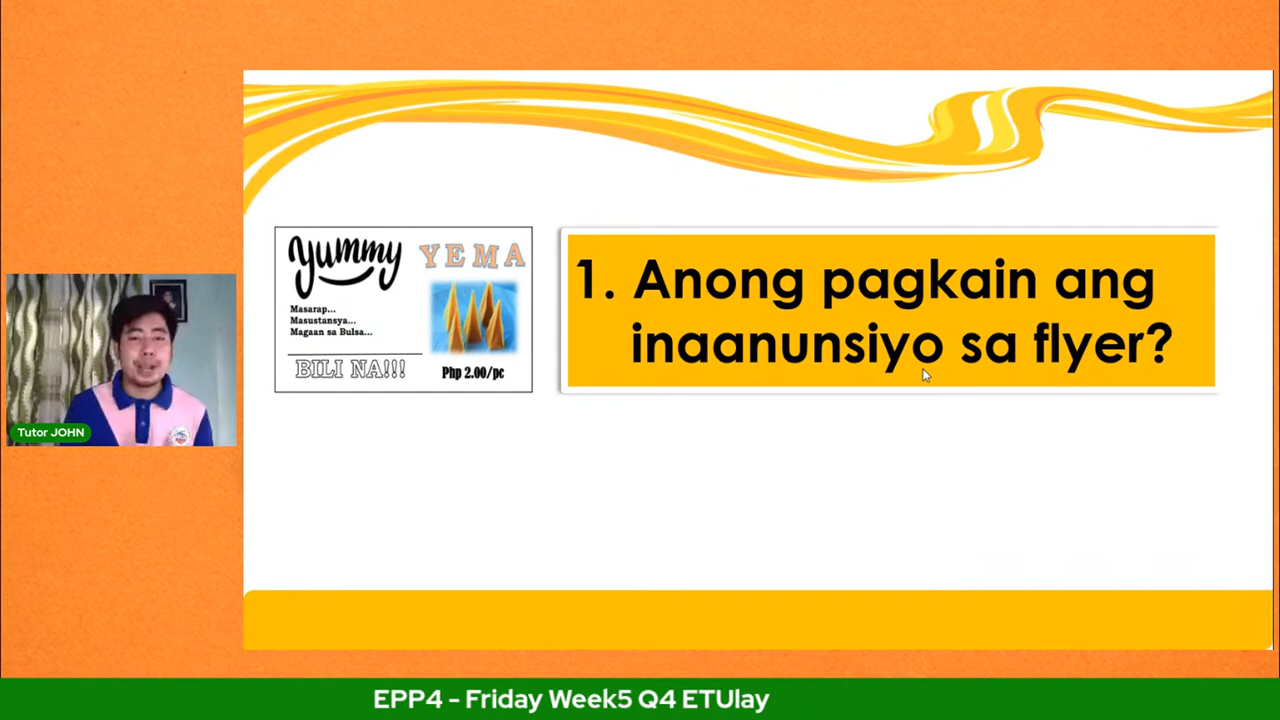 yummy YEMA
Masarap...
Masustansya...
Magaan sa Bulsa...
BILI NA!!!
Php 2.00/pc
1. Anong pagkain ang
inaanunsiyo sa flyer?
Tutor JOHN
EPP4 - Friday Week5 Q4 ETUlay